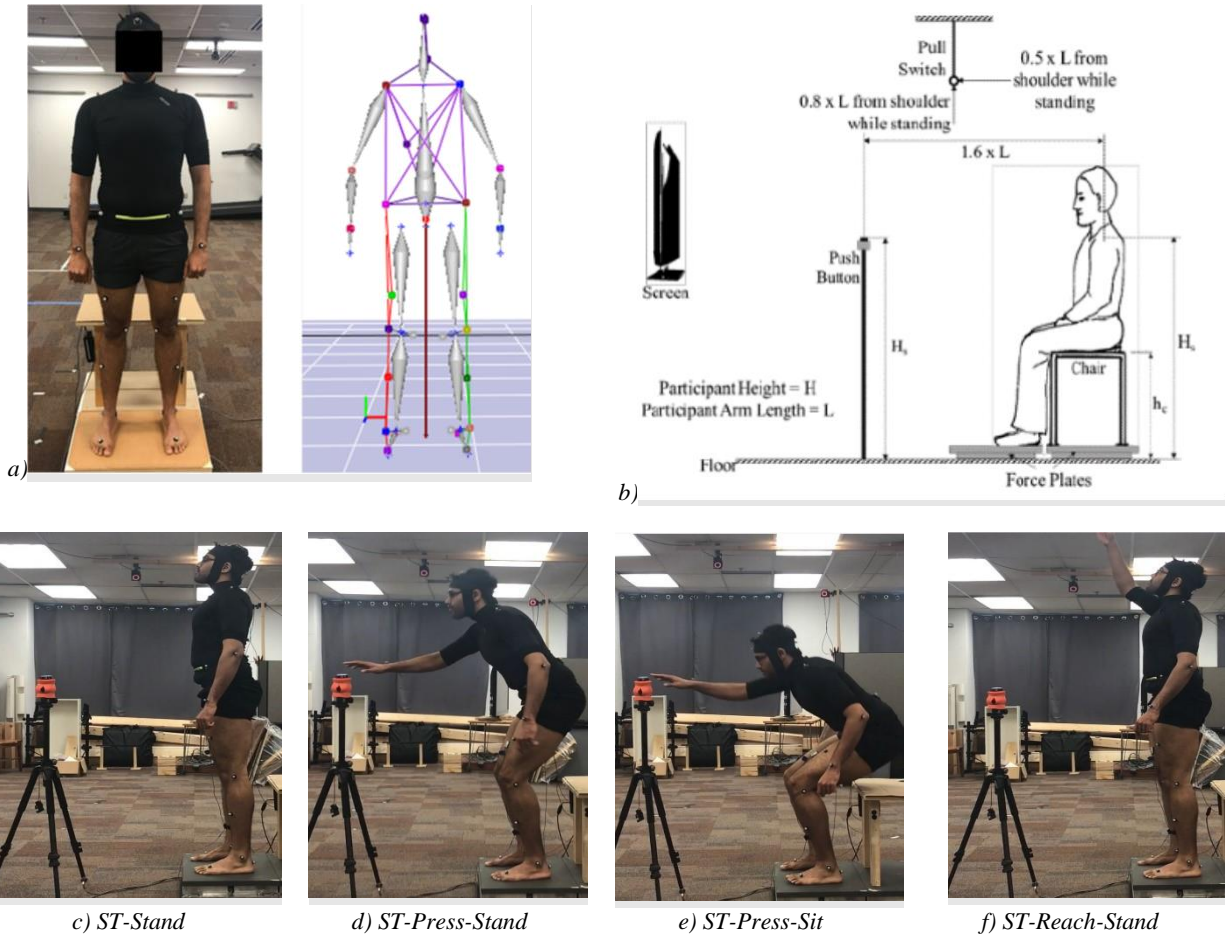 a)
Pull
Switch
0.5 x L from
shoulder while
standing
0.8 x L from shoulder
while standing
1.6 x L
Screen
Push
Button
Hs
Hs
Chair
hc
Participant Height = H
Participant Arm Length = L
Floor
Force Plates
b)
c) ST-Stand
d) ST-Press-Stand
e) ST-Press-Sit
f) ST-Reach-Stand